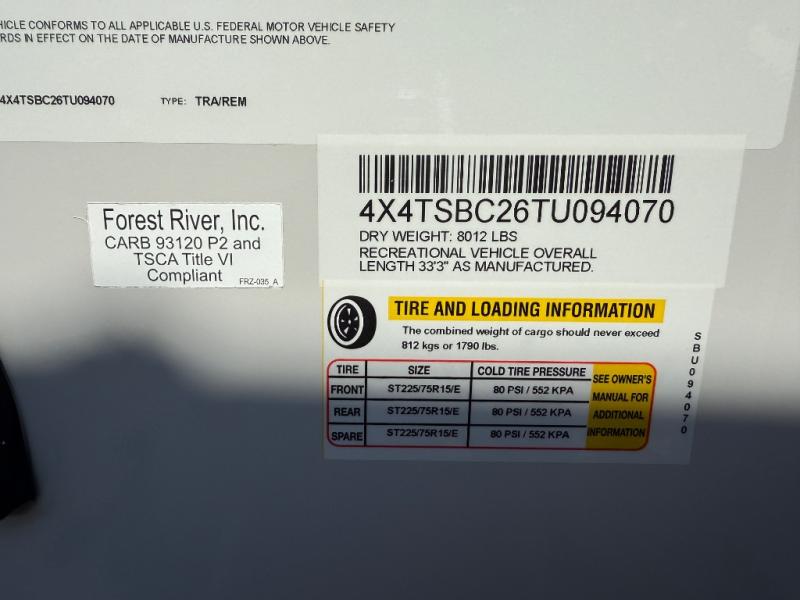 HICLE CONFORMS TO ALL APPLICABLE U.S. FEDERAL MOTOR VEHICLE SAFETY
RDS IN EFFECT ON THE DATE OF MANUFACTURE SHOWN ABOVE.
4X4TSBC26TU094070 TYPE: TRA/REM
Forest River, Inc.
CARB 93120 P2 and
TSCA Title VI
Compliant
FRZ-035 A
4X4TSBC26TU094070
DRY WEIGHT: 8012 LBS
RECREATIONAL VEHICLE OVERALL
LENGTH 33'3" AS MANUFACTURED.
TIRE AND LOADING INFORMATION
The combined weight of cargo should never exceed
812 kgs or 1790 lbs.
TIRE SIZE COLD TIRE PRESSURE
FRONT ST225/75R15/E 80 PSI / 552 KPA
REAR ST225/75R15/E 80 PSI / 552 KPA
SPARE ST225/75R15/E 80 PSI / 552 KPA
SEE OWNER'S
MANUAL FOR
ADDITIONAL
INFORMATION
SBU094070